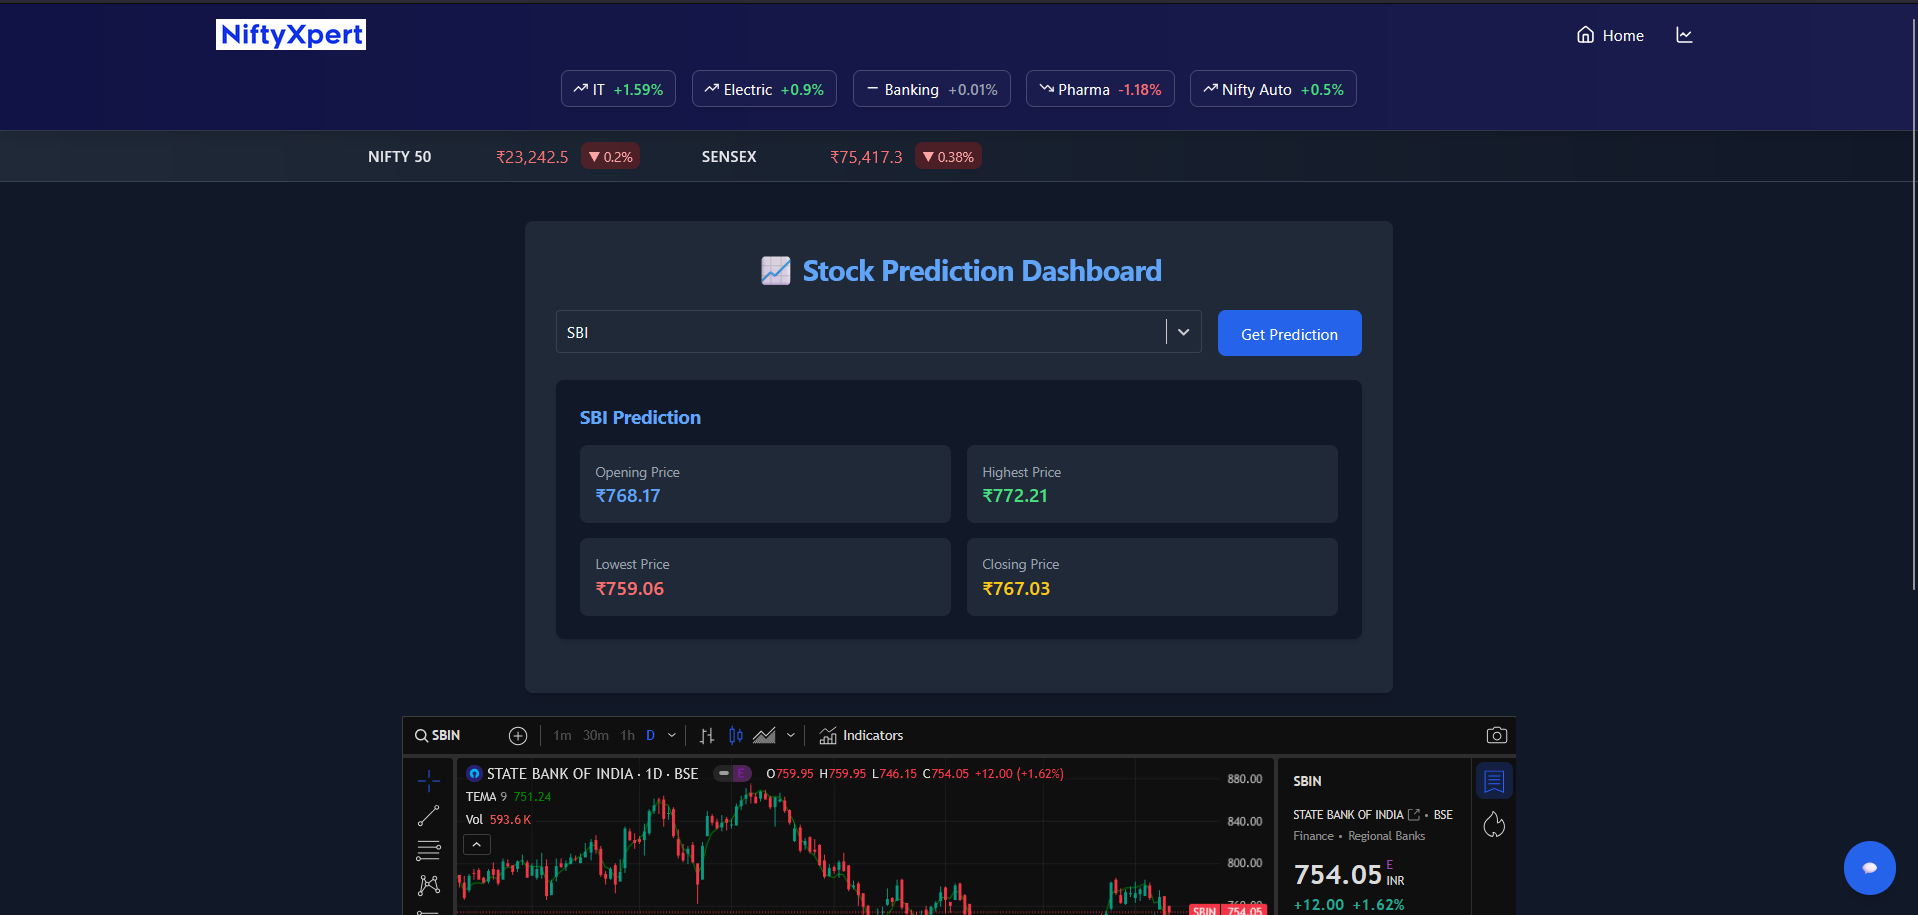 NiftyXpert
Home
IT +1.59%
Electric +0.9%
Banking +0.01%
Pharma -1.18%
Nifty Auto +0.5%
NIFTY 50 ₹23,242.5 ▼ 0.2% SENSEX ₹75,417.3 ▼ 0.38%
Stock Prediction Dashboard
SBI
Get Prediction
SBI Prediction
Opening Price
₹768.17
Highest Price
₹772.21
Lowest Price
₹759.06
Closing Price
₹767.03
SBIN 1m 30m 1h D Indicators
STATE BANK OF INDIA · 1D · BSE E O759.95 H759.95 L746.15 C754.05 +12.00 (+1.62%)
TEMA 9 751.24
Vol 593.6 K
880.00
840.00
800.00
SBIN 754.05
SBIN
STATE BANK OF INDIA • BSE
Finance • Regional Banks
754.05 E INR
+12.00 +1.62%